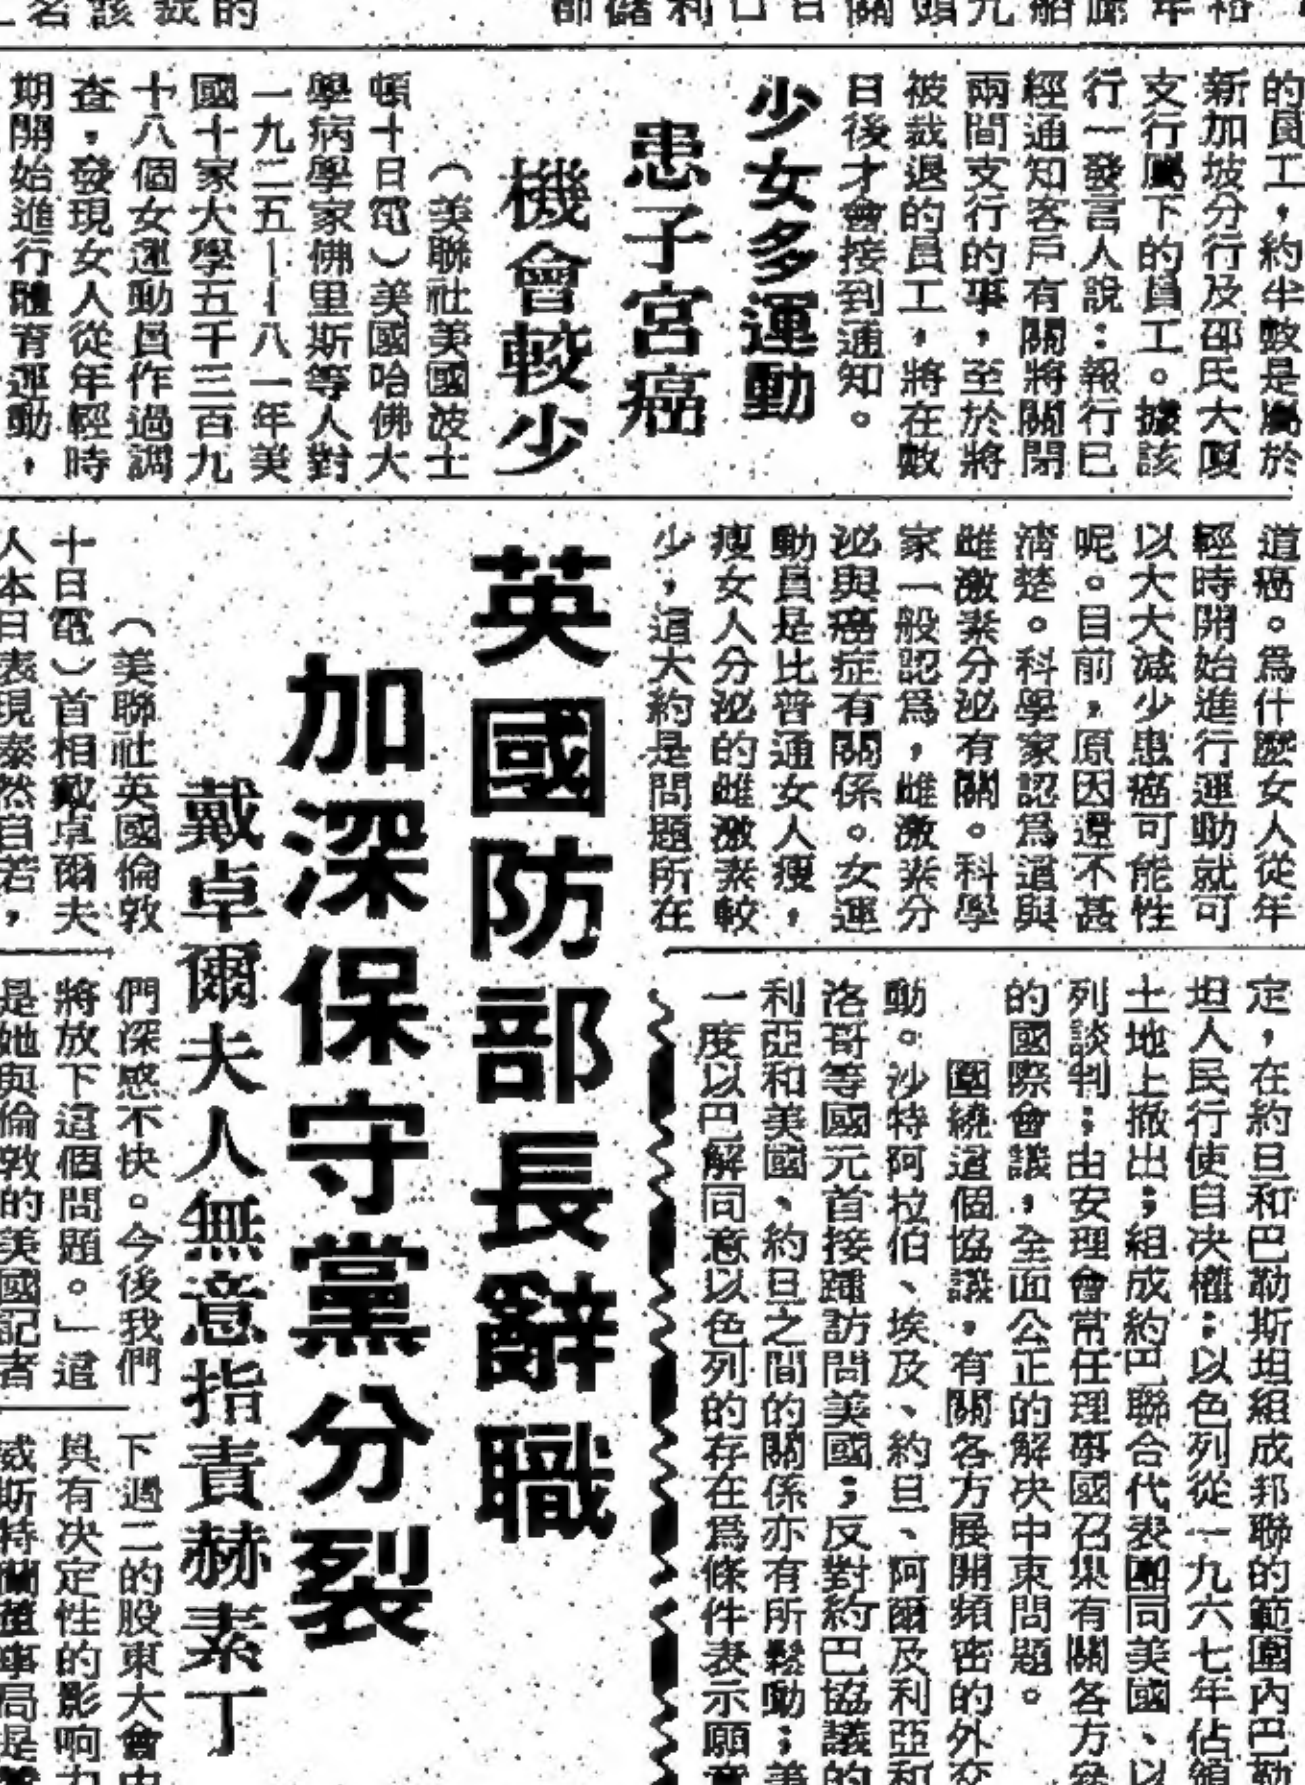 的員工，約半數是屬於
新加坡分行及邵氏大厦
支行屬下的員工。據該
行一發言人說：報行已
經通知客戶有關將關閉
兩間支行的事，至於將
被裁退的員工，將在數
日後才會接到通知。
少女多運動
患子宮癌
機會較少
（美聯社美國波士
頓十日電）美國哈佛大
學病學家佛里斯等人對
一九二五——八一年美
國十家大學五千三百九
十八個女運動員作過調
查，發現女人從年輕時
期開始進行體育運動，
道癌。爲什麼女人從年
輕時開始進行運動就可
以大大減少患癌可能性
呢。目前，原因還不甚
清楚。科學家認爲這與
雌激素分泌有關。科學
家一般認爲，雌激素分
泌與癌症有關係。女運
動員是比普通女人瘦，
瘦女人分泌的雌激素較
少，這大約是問題所在
英國防部長辭職
加深保守黨分裂
戴卓爾夫人無意指責赫素丁
（美聯社英國倫敦
十日電）首相戴卓爾夫
人本日表現泰然自若，
們深感不快。今後我們
將放下這個問題。」這
是她與倫敦的美國記者
下週二的股東大會中
具有決定性的影响力
定，在約旦和巴勒斯坦組成邦聯的範圍內巴勒
坦人民行使自決權；以色列從一九六七年佔領
土地上撤出；組成約巴聯合代表團同美國、以
列談判；由安理會常任理事國召集有關各方參
的國際會議，全面公正的解决中東問題。
圍繞這個協議，有關各方展開頻密的外交
動。沙特阿拉伯、埃及、約旦、阿爾及利亞和
洛哥等國元首接踵訪問美國；反對約巴協議的
利亞和美國、約旦之間的關係亦有所鬆動；美
一度以巴解同意以色列的存在爲條件表示願意